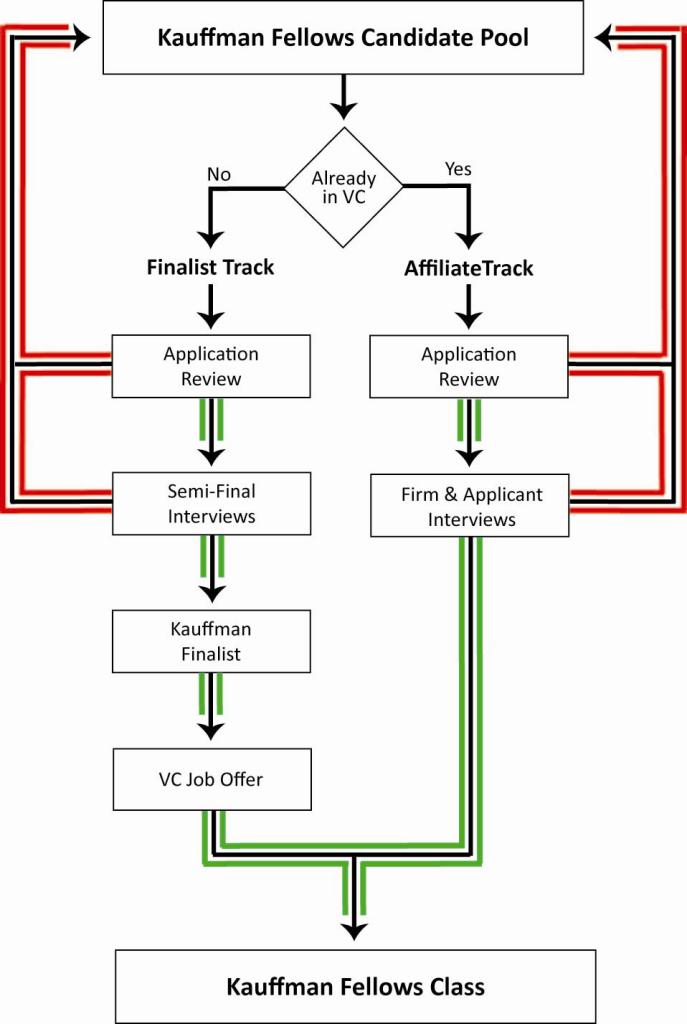 Kauffman Fellows Candidate Pool
Already
in VC
No
Yes
Finalist Track
AffiliateTrack
Application
Review
Application
Review
Semi-Final
Interviews
Firm & Applicant
Interviews
Kauffman
Finalist
VC Job Offer
Kauffman Fellows Class